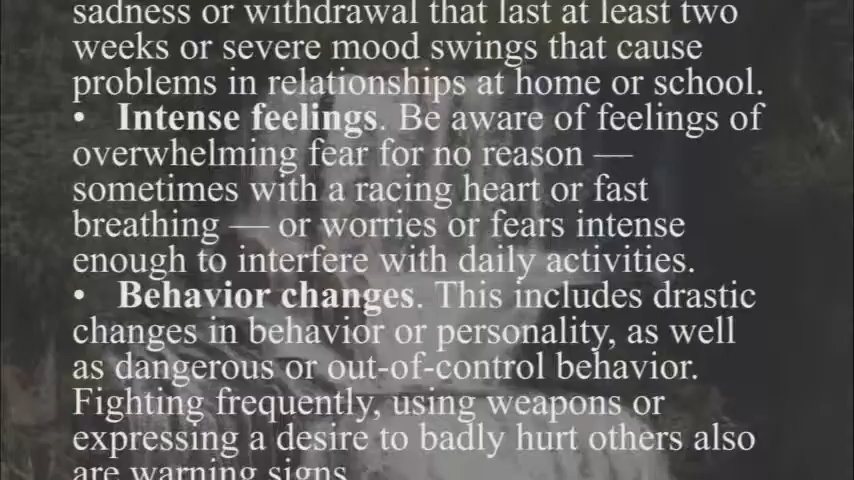 sadness or withdrawal that last at least two
weeks or severe mood swings that cause
problems in relationships at home or school.
• Intense feelings. Be aware of feelings of
overwhelming fear for no reason —
sometimes with a racing heart or fast
breathing — or worries or fears intense
enough to interfere with daily activities.
• Behavior changes. This includes drastic
changes in behavior or personality, as well
as dangerous or out-of-control behavior.
Fighting frequently, using weapons or
expressing a desire to badly hurt others also
are warning signs